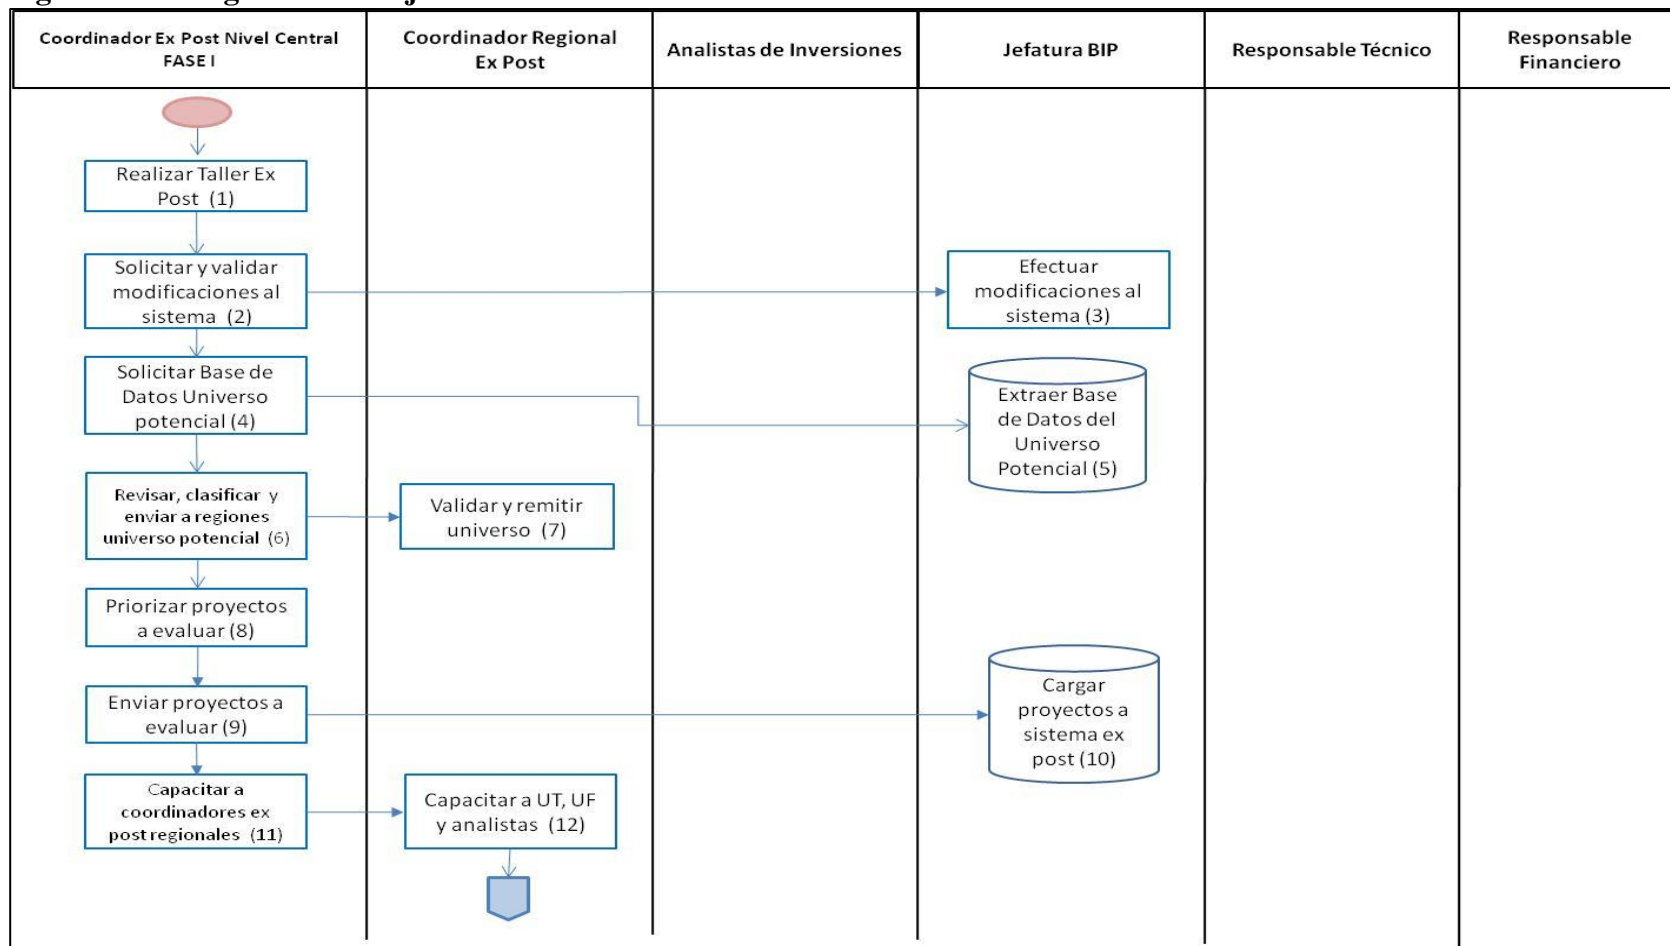 Coordinador Ex Post Nivel Central
FASE I
Coordinador Regional
Ex Post
Analistas de Inversiones
Jefatura BIP
Responsable Técnico
Responsable
Financiero
Realizar Taller Ex
Post (1)
Solicitar y validar
modificaciones al
sistema (2)
Efectuar
modificaciones al
sistema (3)
Solicitar Base de
Datos Universo
potencial (4)
Extraer Base
de Datos del
Universo
Potencial (5)
Revisar, clasificar y
enviar a regiones
universo potencial (6)
Validar y remitir
universo (7)
Priorizar proyectos
a evaluar (8)
Enviar proyectos a
evaluar (9)
Cargar
proyectos a
sistema ex
post (10)
Capacitar a
coordinadores ex
post regionales (11)
Capacitar a UT, UF
y analistas (12)